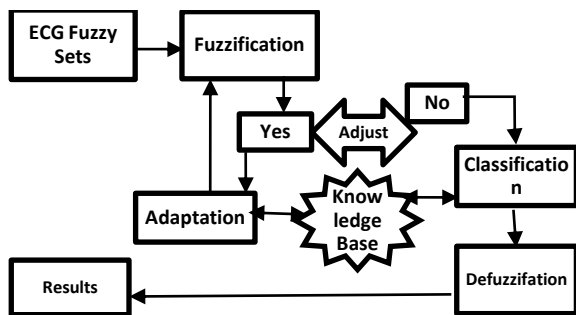 ECG Fuzzy
Sets
Fuzzification
No
Yes
Adjust
Classificatio
n
Know
ledge
Base
Adaptation
Defuzzifation
Results